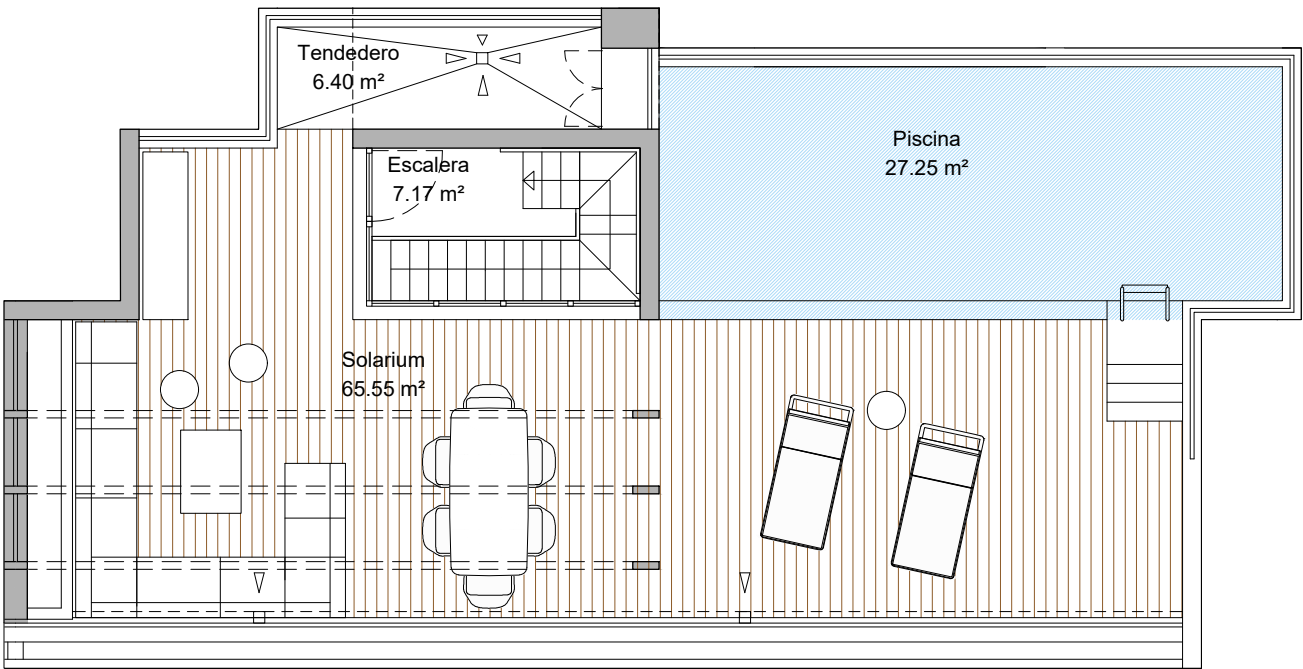 Tendedero
6.40 m²
Escalera
7.17 m²
Piscina
27.25 m²
Solarium
65.55 m²